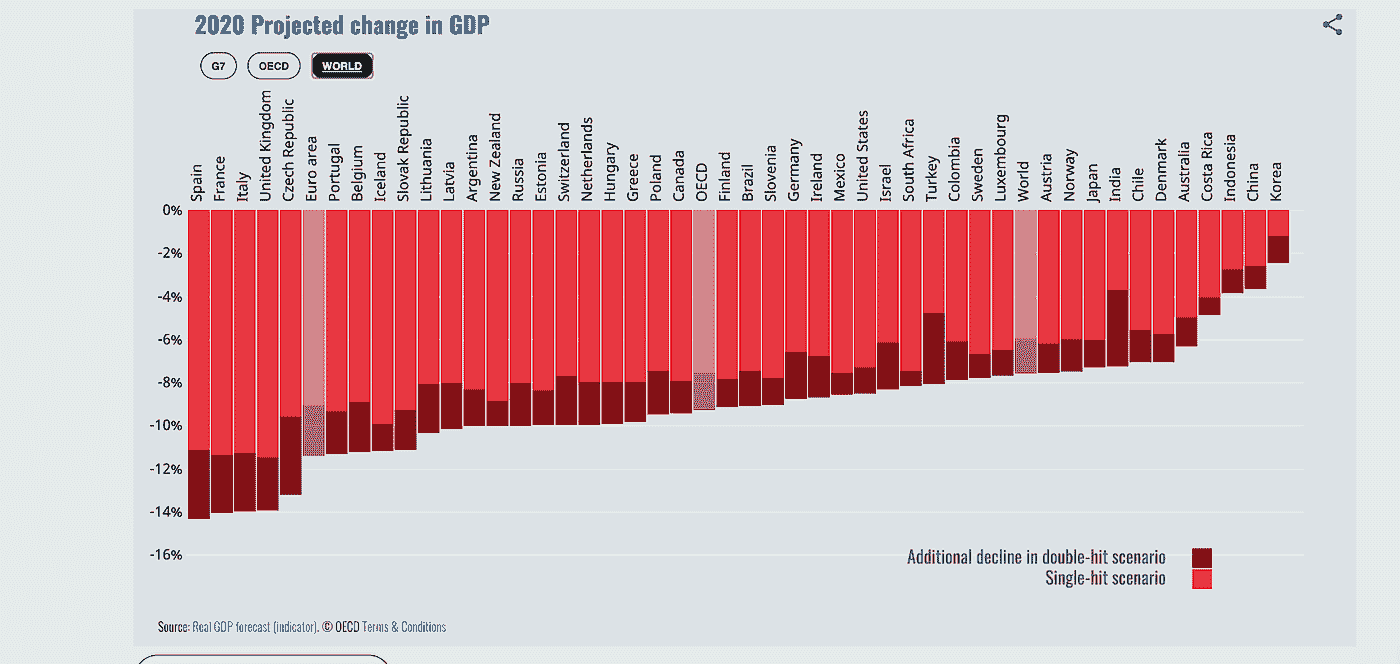 2020 Projected change in GDP
G7 OECD WORLD
Spain
France
Italy
United Kingdom
Czech Republic
Euro area
Portugal
Belgium
Iceland
Slovak Republic
Lithuania
Latvia
Argentina
New Zealand
Russia
Estonia
Switzerland
Netherlands
Hungary
Greece
Poland
Canada
OECD
Finland
Brazil
Slovenia
Germany
Ireland
Mexico
United States
Israel
South Africa
Turkey
Colombia
Sweden
Luxembourg
World
Austria
Norway
Japan
India
Chile
Denmark
Australia
Costa Rica
Indonesia
China
Korea
0%
-2%
-4%
-6%
-8%
-10%
-12%
-14%
-16%
Additional decline in double-hit scenario
Single-hit scenario
Source: Real GDP forecast (indicator). © OECD Terms & Conditions